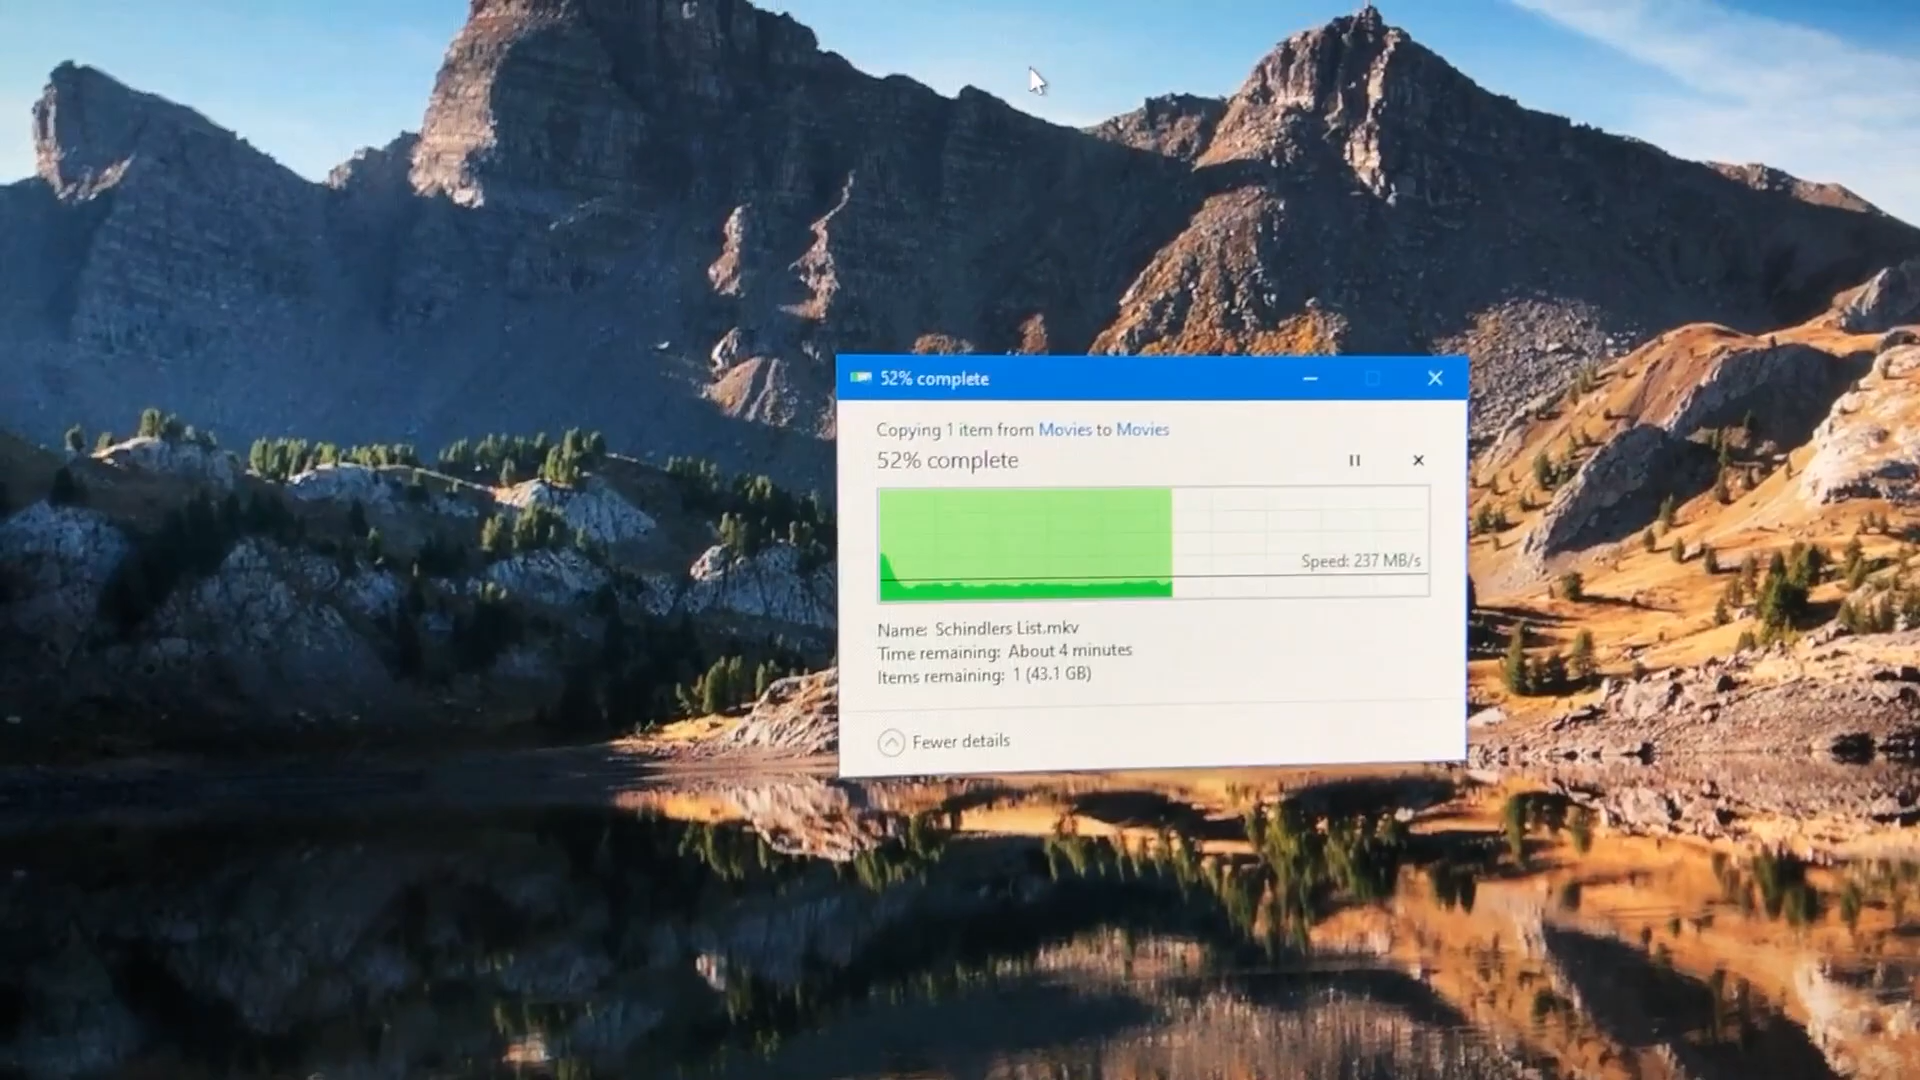 52% complete
Copying 1 item from Movies to Movies
52% complete
Speed: 237 MB/s
Name: Schindlers List.mkv
Time remaining: About 4 minutes
Items remaining: 1 (43.1 GB)
Fewer details